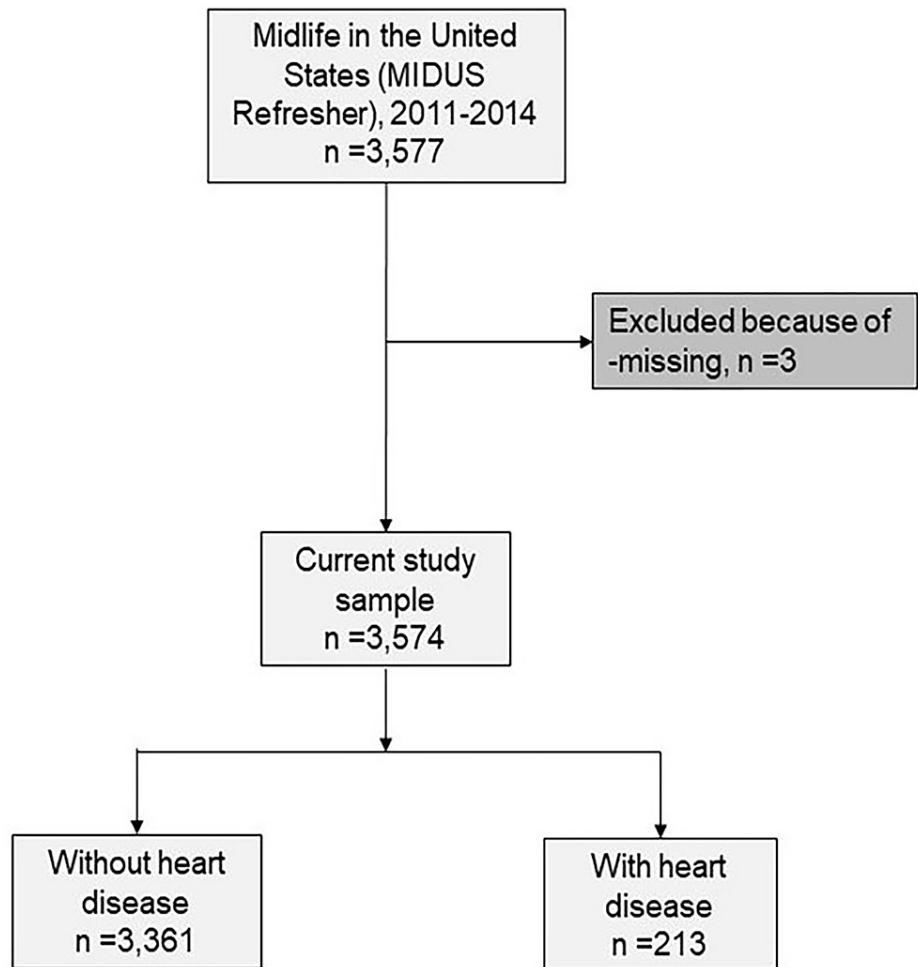 Midlife in the United
States (MIDUS
Refresher), 2011-2014
n =3,577
Excluded because of
-missing, n =3
Current study
sample
n =3,574
Without heart
disease
n =3,361
With heart
disease
n =213